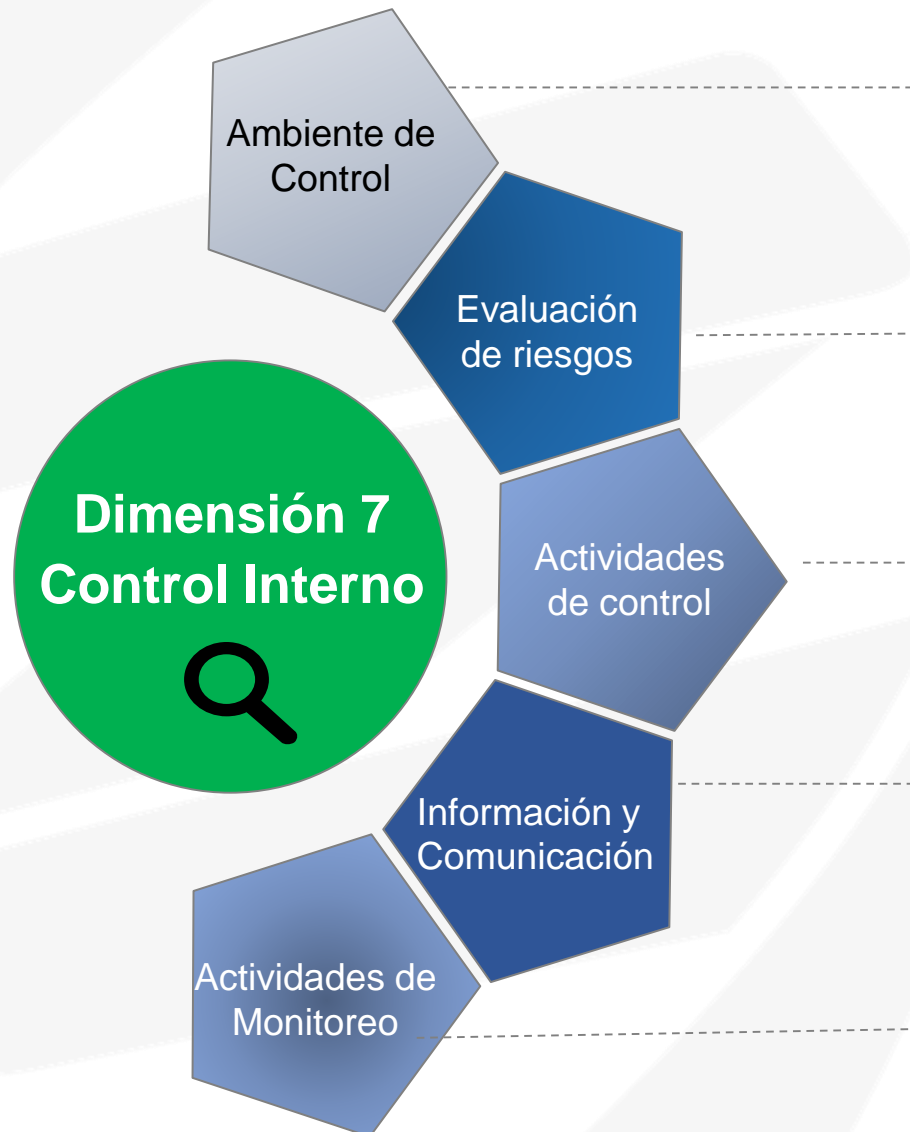 Ambiente de
Control
Evaluación
de riesgos
Dimensión 7
Control Interno
Actividades
de control
Información y
Comunicación
Actividades de
Monitoreo